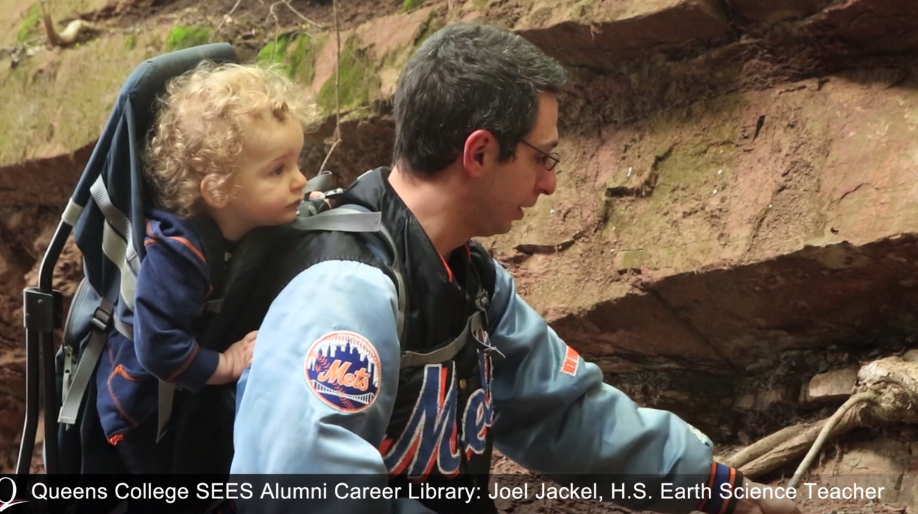 Mets
Mets
Queens College SEES Alumni Career Library: Joel Jackel, H.S. Earth Science Teacher